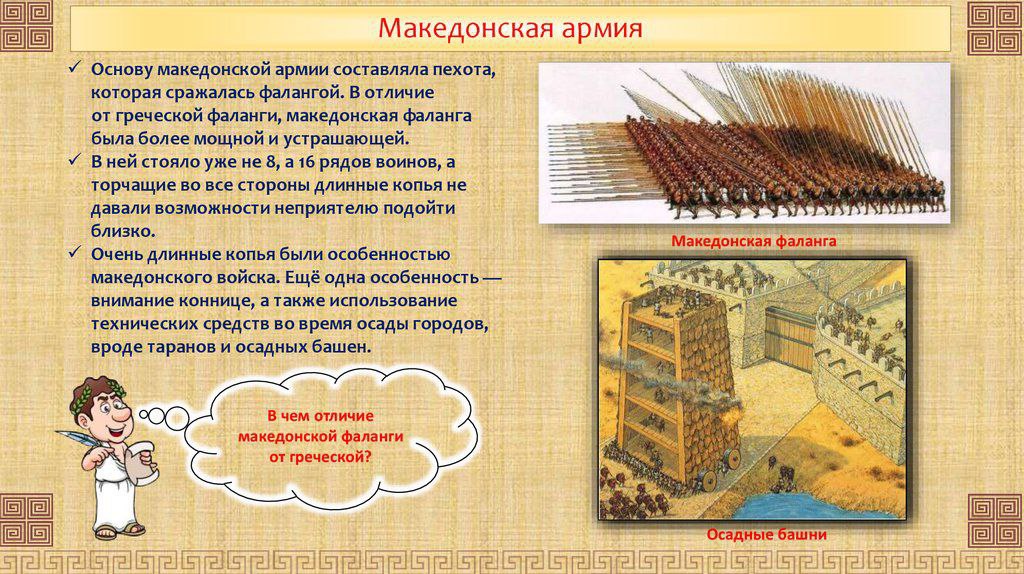 Македонская армия
✓ Основу македонской армии составляла пехота,
которая сражалась фалангой. В отличие
от греческой фаланги, македонская фаланга
была более мощной и устрашающей.
✓ В ней стояло уже не 8, а 16 рядов воинов, а
торчащие во все стороны длинные копья не
давали возможности неприятелю подойти
близко.
✓ Очень длинные копья были особенностью
македонского войска. Ещё одна особенность —
внимание коннице, а также использование
технических средств во время осады городов,
вроде таранов и осадных башен.
Македонская фаланга
В чем отличие
македонской фаланги
от греческой?
Осадные башни